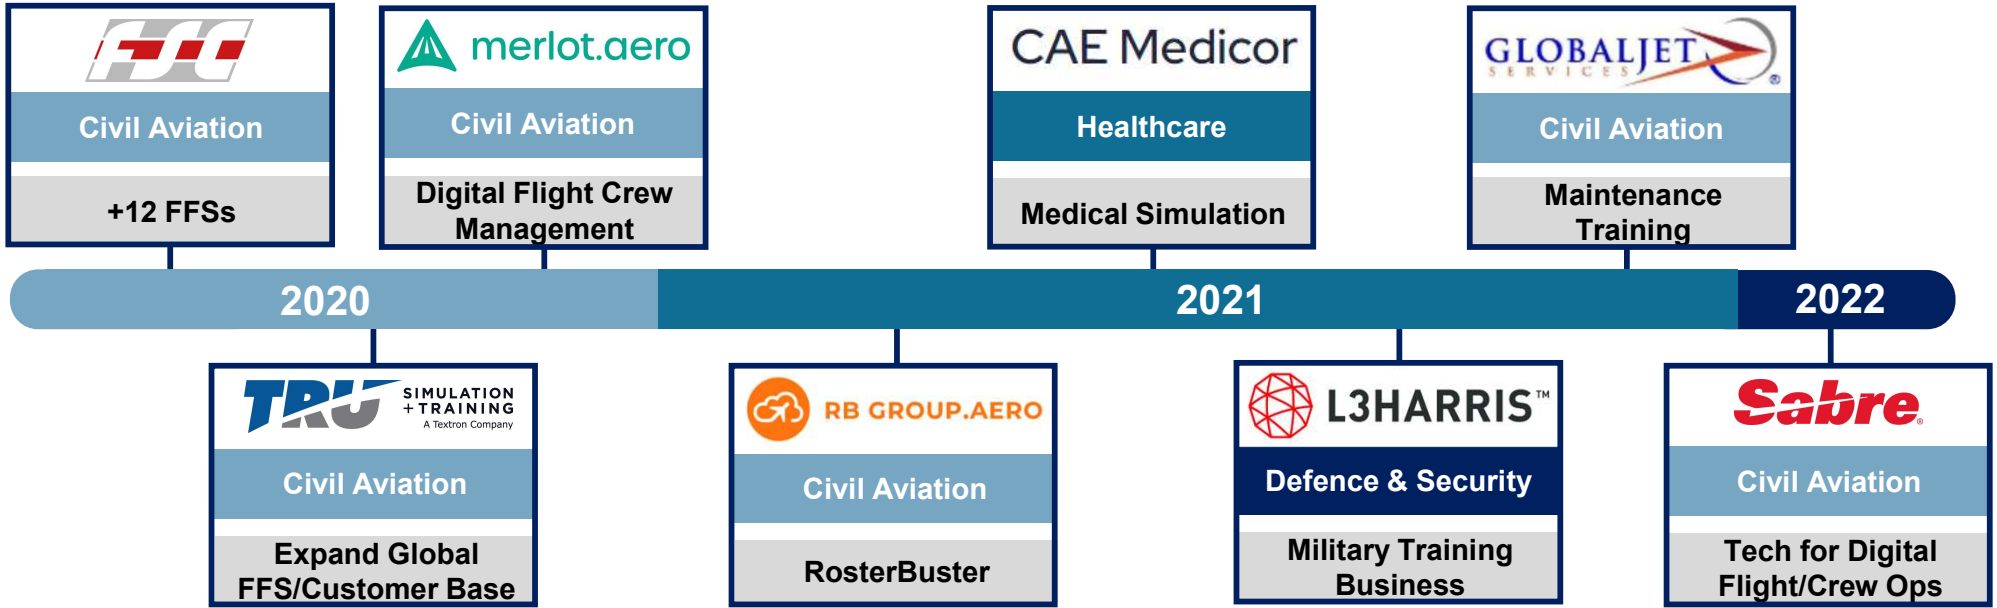 FSC
Civil Aviation
+12 FFSs
merlot.aero
Civil Aviation
Digital Flight Crew
Management
CAE Medicor
Healthcare
Medical Simulation
GLOBALJET
SERVICES
®
Civil Aviation
Maintenance
Training
2020
2021
2022
TRU SIMULATION
+TRAINING
A Textron Company
Civil Aviation
Expand Global
FFS/Customer Base
RB GROUP.AERO
Civil Aviation
RosterBuster
L3HARRIS™
Defence & Security
Military Training
Business
Sabre®
Civil Aviation
Tech for Digital
Flight/Crew Ops